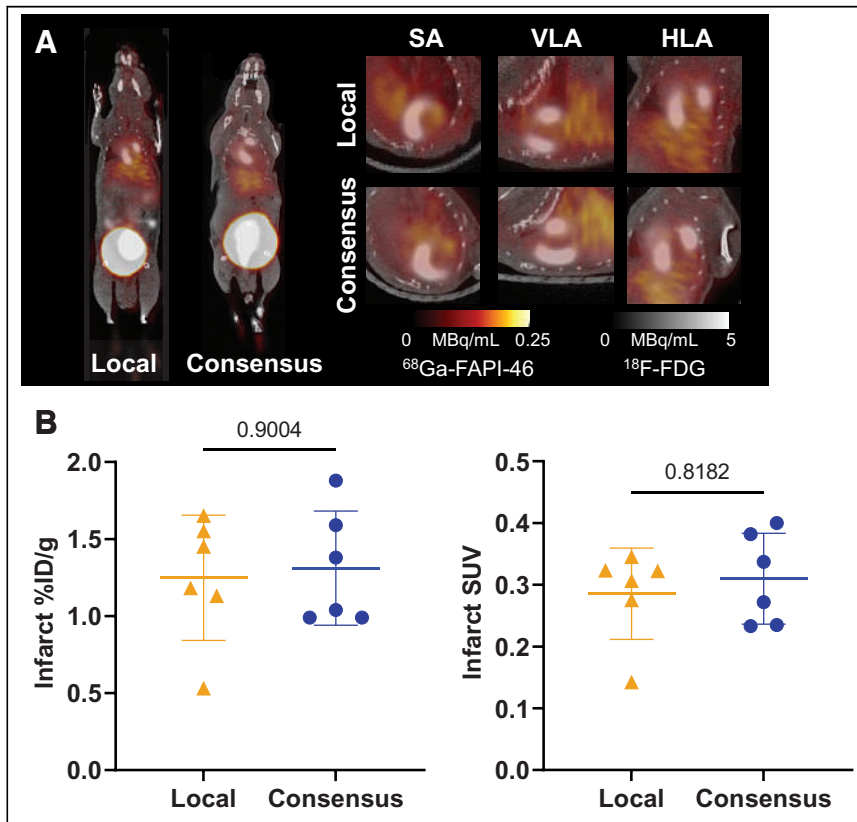 A
SA VLA HLA
Local
Consensus
Local Consensus
0 MBq/mL 0.25
0 MBq/mL 5
⁶⁸Ga-FAPI-46
¹⁸F-FDG
B
0.9004
2.0
1.5
1.0
0.5
0.0
Infarct %ID/g
Local Consensus
0.8182
0.5
0.4
0.3
0.2
0.1
0.0
Infarct SUV
Local Consensus